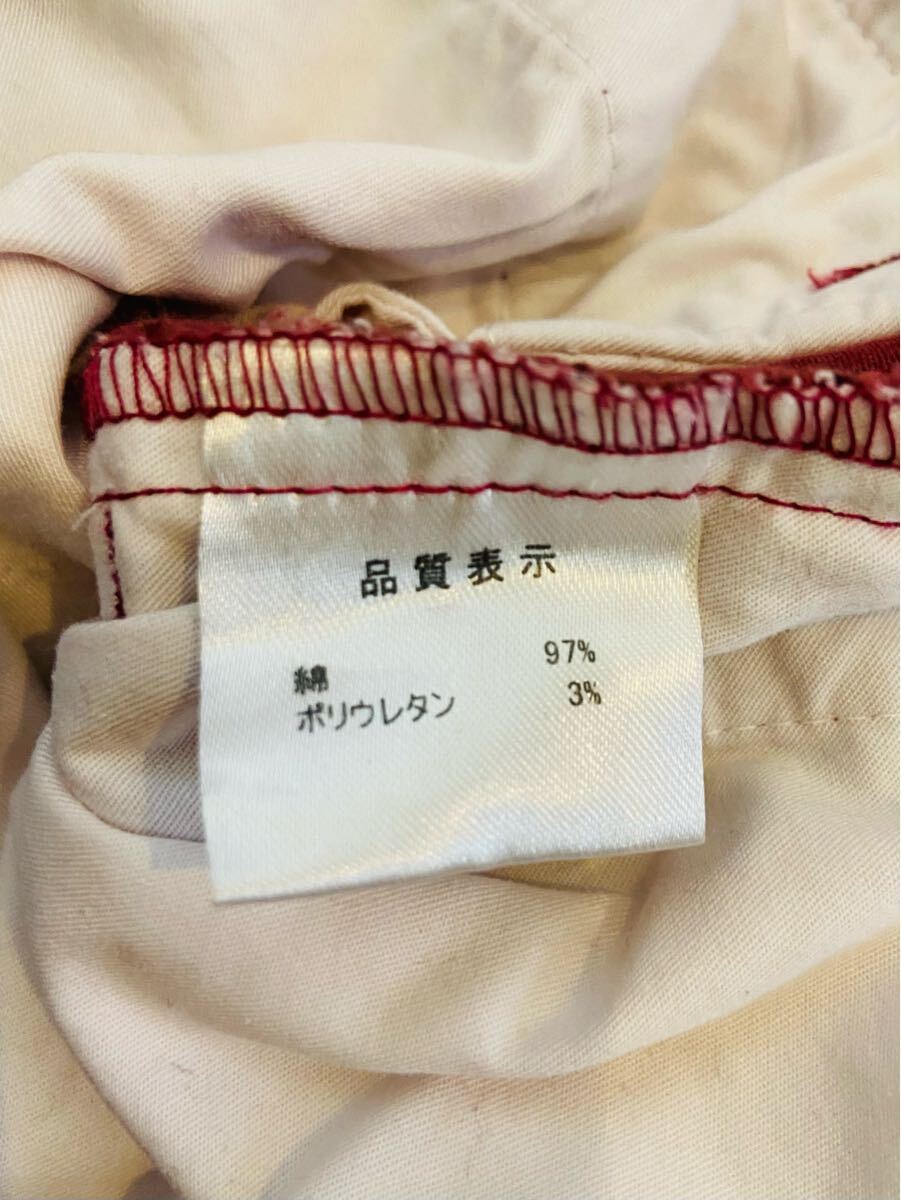 品質表示
綿 97%
ポリウレタン 3%